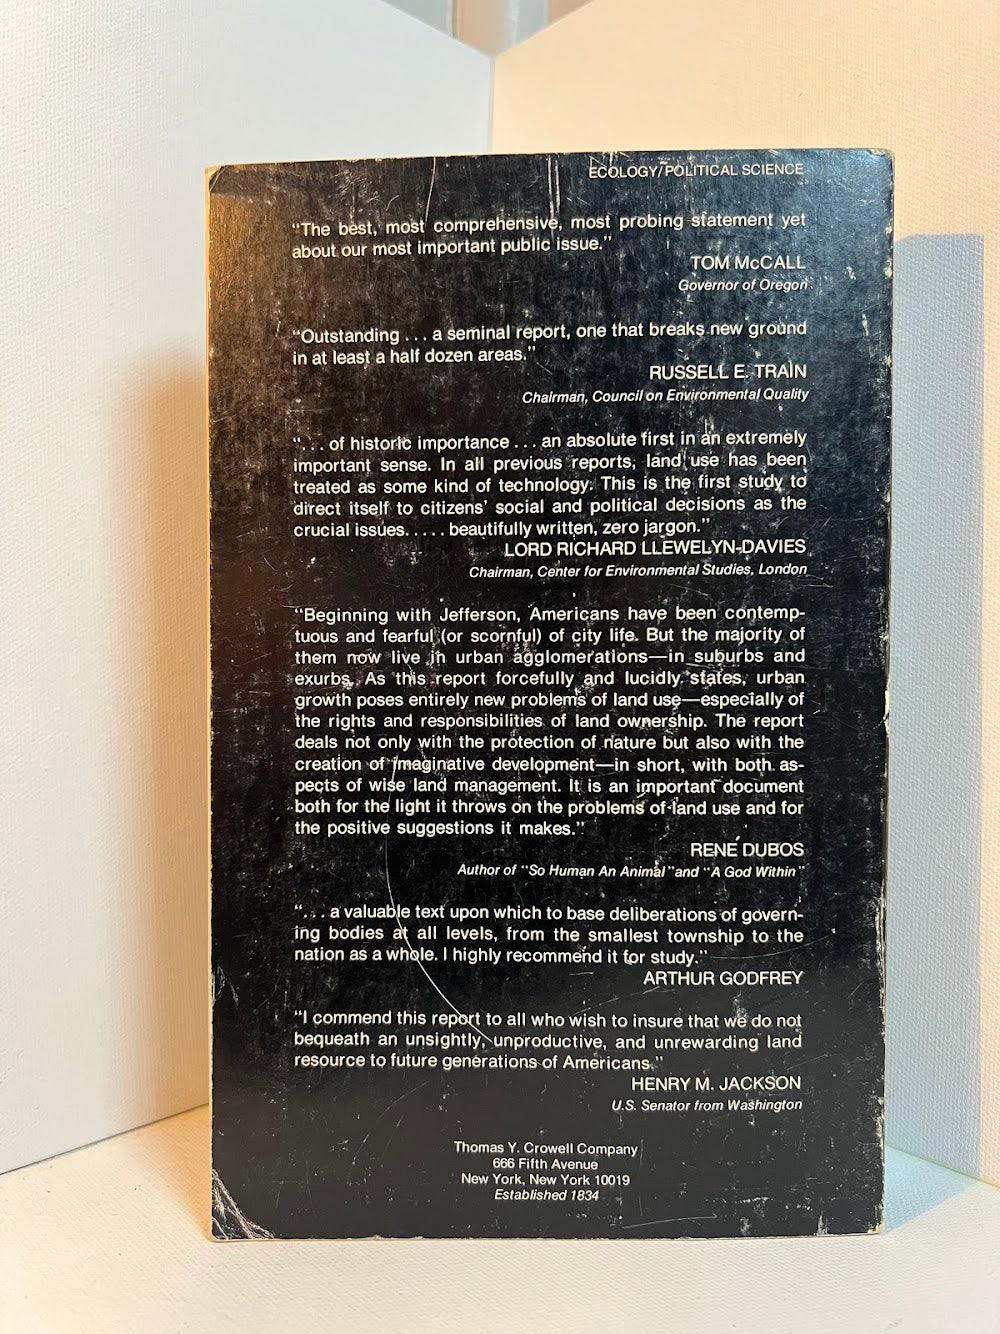 ECOLOGY/POLITICAL SCIENCE
"The best, most comprehensive, most probing statement yet
about our most important public issue."
TOM McCALL
Governor of Oregon
"Outstanding . . . a seminal report, one that breaks new ground
in at least a half dozen areas."
RUSSELL E. TRAIN
Chairman, Council on Environmental Quality
". . . of historic importance . . . an absolute first in an extremely
important sense. In all previous reports, land use has been
treated as some kind of technology. This is the first study to
direct itself to citizens' social and political decisions as the
crucial issues. . . . . beautifully written, zero jargon."
LORD RICHARD LLEWELYN-DAVIES
Chairman, Center for Environmental Studies, London
"Beginning with Jefferson, Americans have been contemp-
tuous and fearful (or scornful) of city life. But the majority of
them now live in urban agglomerations—in suburbs and
exurbs. As this report forcefully and lucidly states, urban
growth poses entirely new problems of land use—especially of
the rights and responsibilities of land ownership. The report
deals not only with the protection of nature but also with the
creation of imaginative development—in short, with both as-
pects of wise land management. It is an important document
both for the light it throws on the problems of land use and for
the positive suggestions it makes."
RENÉ DUBOS
Author of "So Human An Animal" and "A God Within"
". . . a valuable text upon which to base deliberations of govern-
ing bodies at all levels, from the smallest township to the
nation as a whole. I highly recommend it for study."
ARTHUR GODFREY
"I commend this report to all who wish to insure that we do not
bequeath an unsightly, unproductive, and unrewarding land
resource to future generations of Americans."
HENRY M. JACKSON
U.S. Senator from Washington
Thomas Y. Crowell Company
666 Fifth Avenue
New York, New York 10019
Established 1834